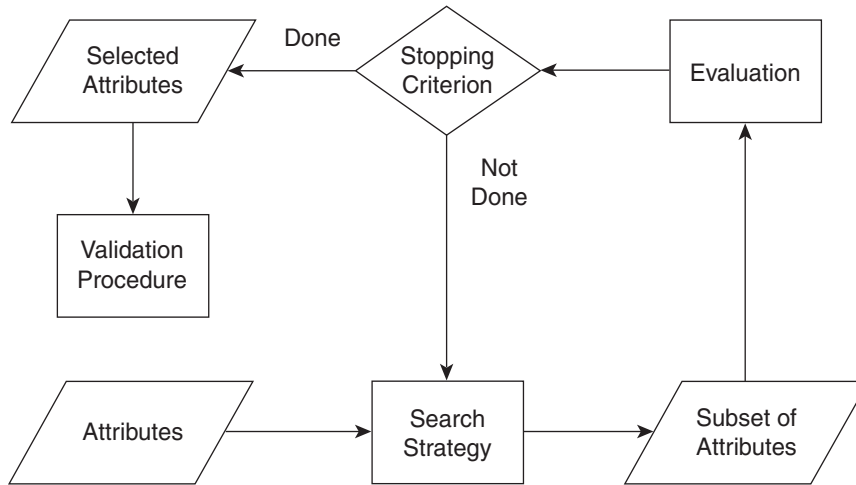 Selected
Attributes
Done
Stopping
Criterion
Evaluation
Not
Done
Validation
Procedure
Attributes
Search
Strategy
Subset of
Attributes